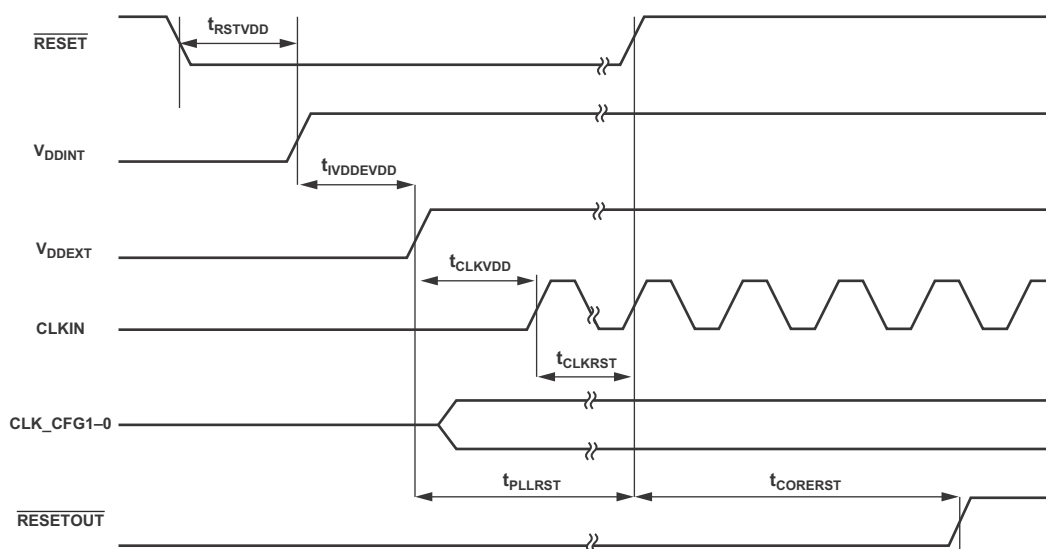 RESET
tRSTVDD
VDDINT
tIVDDEVDD
VDDEXT
tCLKVDD
CLKIN
tCLKRST
CLK_CFG1–0
tPLLRST
tCORERST
RESETOUT